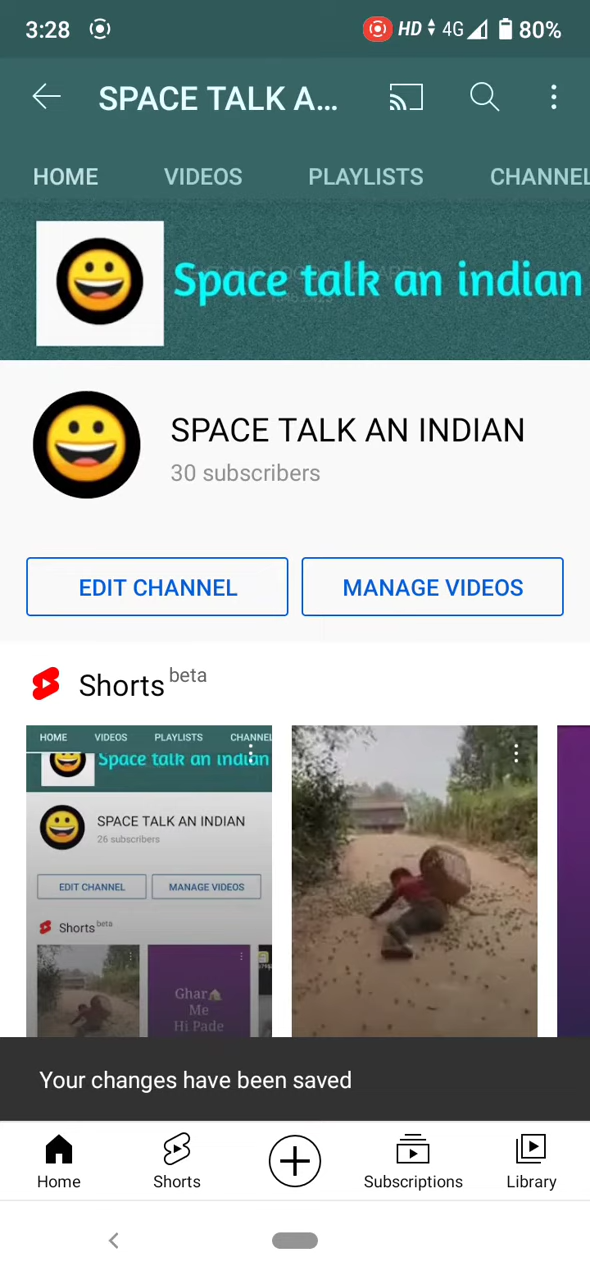 3:28 HD 4G 80%
SPACE TALK A...
HOME VIDEOS PLAYLISTS CHANNEL
Space talk an indian
SPACE TALK AN INDIAN
30 subscribers
EDIT CHANNEL MANAGE VIDEOS
Shorts beta
HOME VIDEOS PLAYLISTS CHANNEL
Space talk an indian
SPACE TALK AN INDIAN
26 subscribers
EDIT CHANNEL MANAGE VIDEOS
Shorts beta
Ghar
Me
Hi Pade
Your changes have been saved
Home Shorts Subscriptions Library